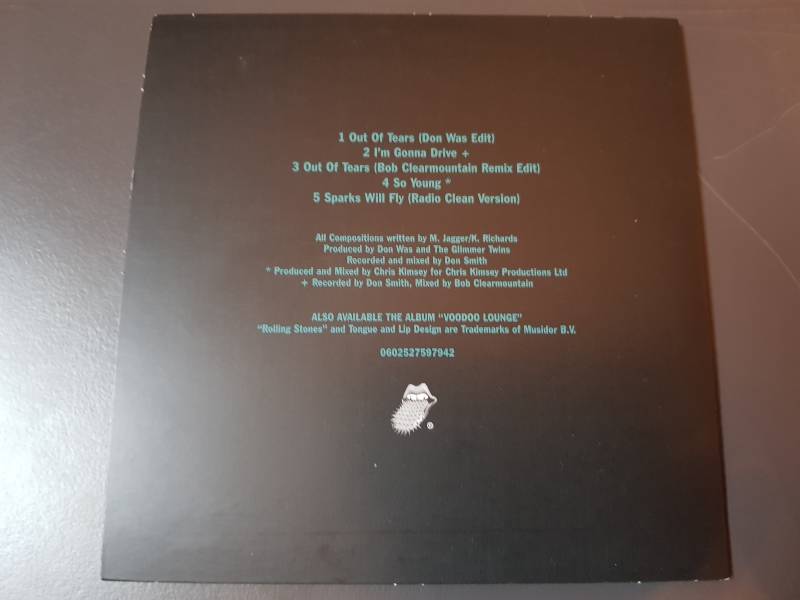 1 Out Of Tears (Don Was Edit)
2 I'm Gonna Drive +
3 Out Of Tears (Bob Clearmountain Remix Edit)
4 So Young *
5 Sparks Will Fly (Radio Clean Version)
All Compositions written by M. Jagger/K. Richards
Produced by Don Was and The Glimmer Twins
Recorded and mixed by Don Smith
* Produced and Mixed by Chris Kimsey for Chris Kimsey Productions Ltd
+ Recorded by Don Smith, Mixed by Bob Clearmountain
ALSO AVAILABLE THE ALBUM “VOODOO LOUNGE”
“Rolling Stones” and Tongue and Lip Design are Trademarks of Musidor B.V.
0602527597942
®